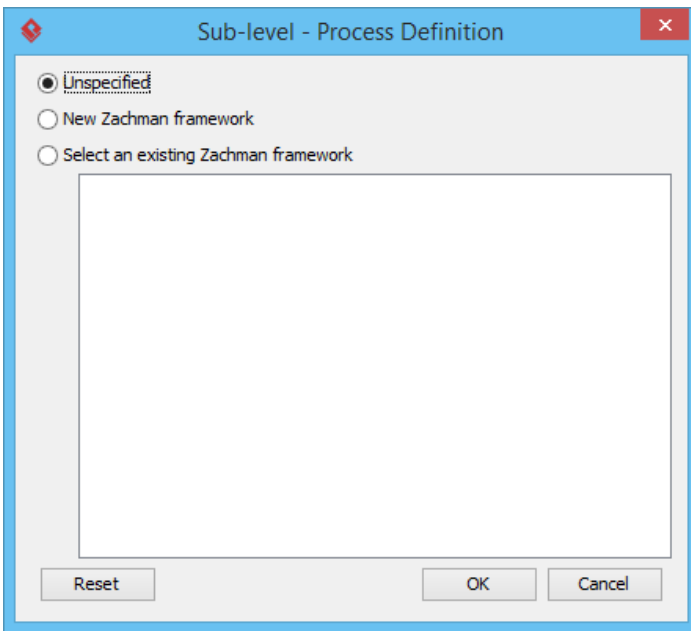 Sub-level - Process Definition
Unspecified
New Zachman framework
Select an existing Zachman framework
Reset OK Cancel